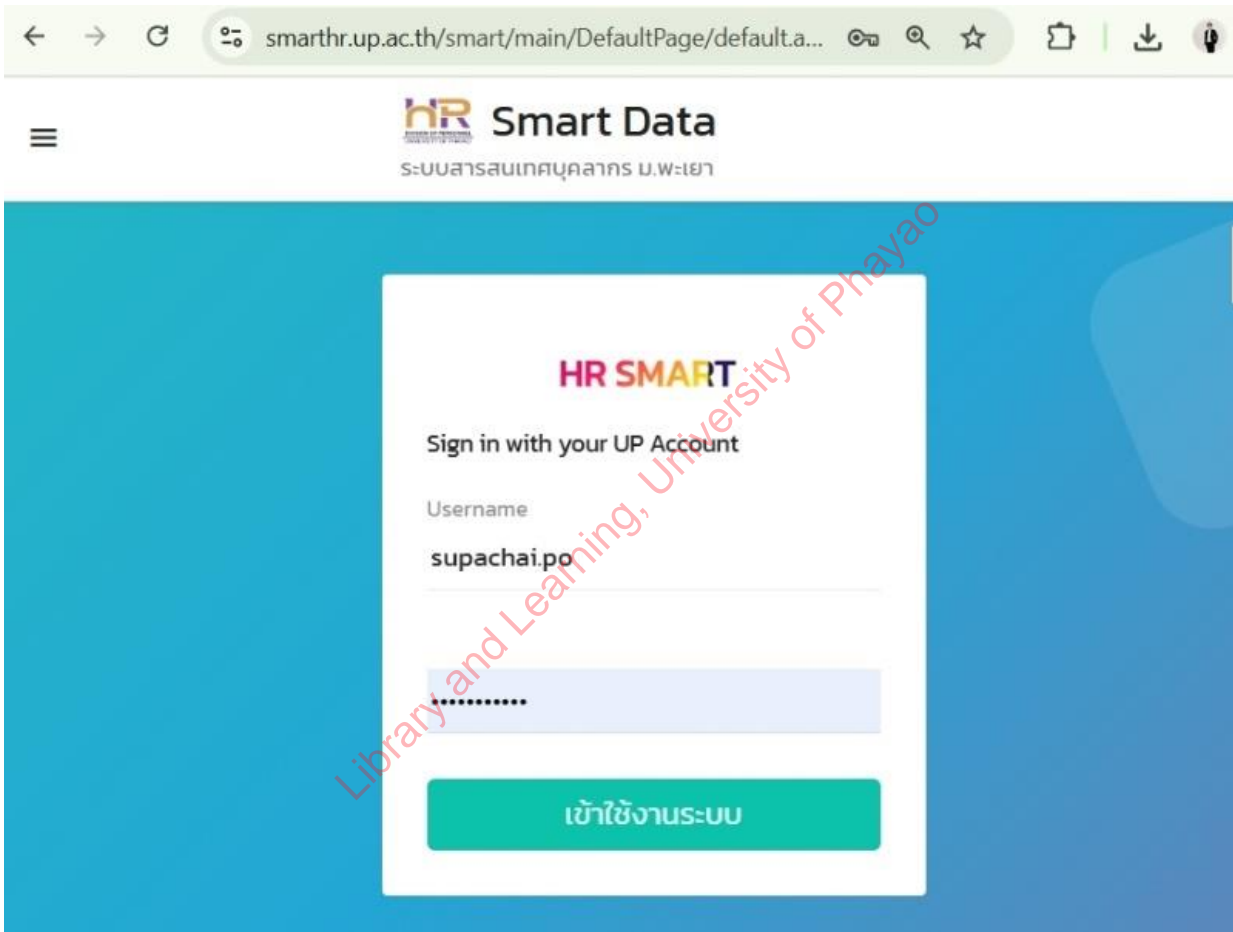 smarthr.up.ac.th/smart/main/DefaultPage/default.a...
HR Smart Data
ระบบสารสนเทศบุคลากร ม.พะเยา
HR SMART
Sign in with your UP Account
Username
supachai.po
•••••••••••
เข้าใช้งานระบบ
Library and Learning, University of Phayao